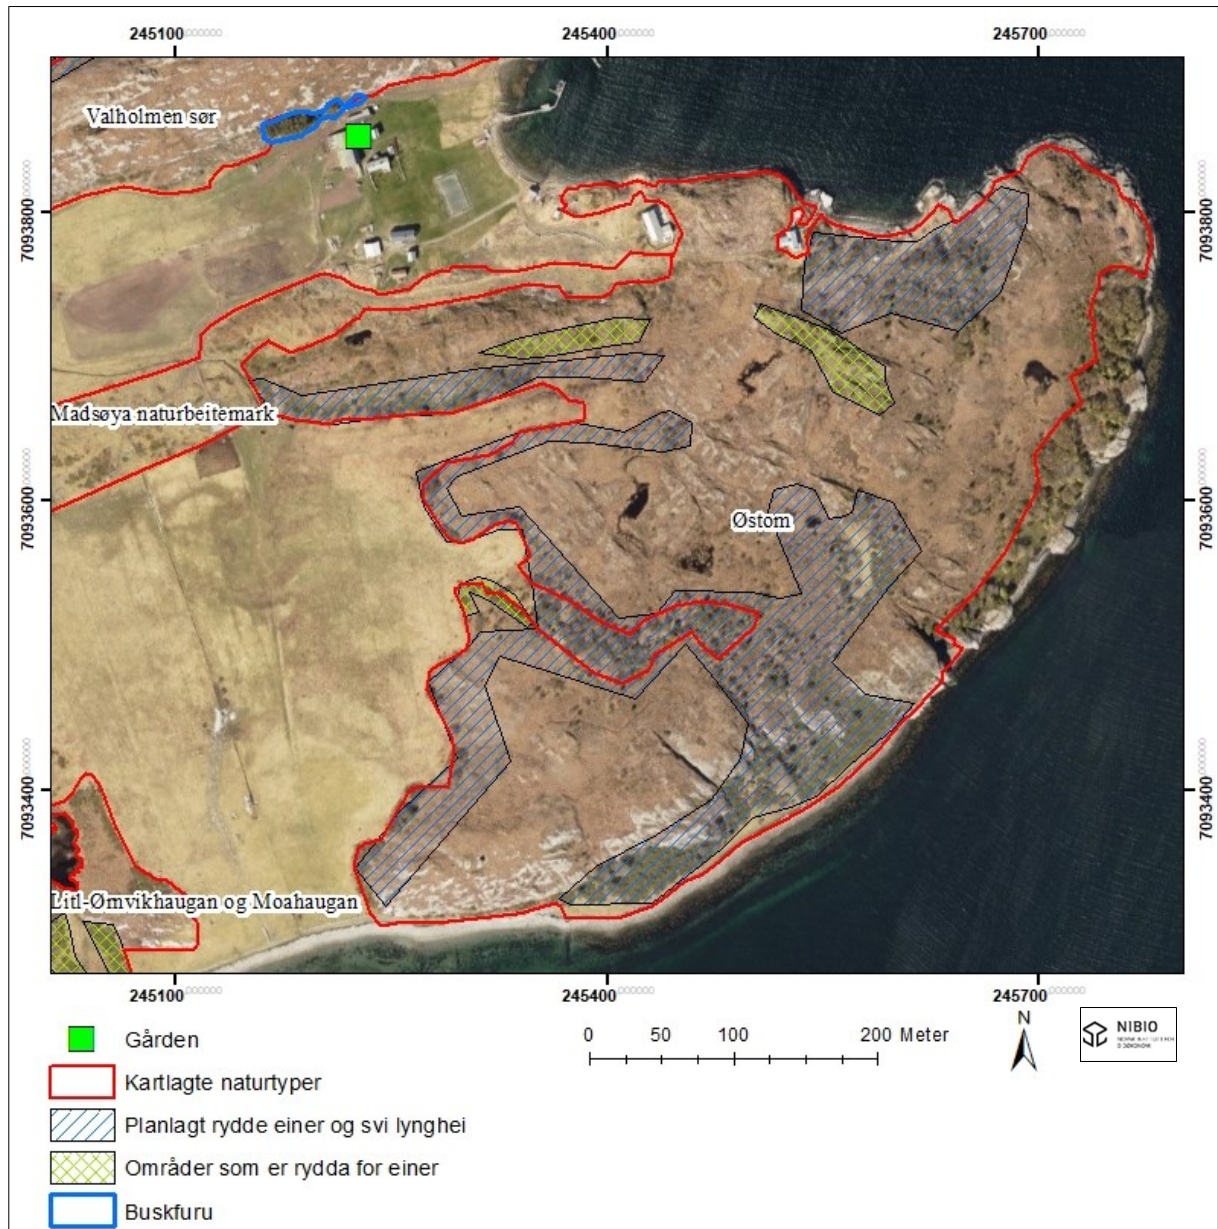 245100 245400 245700
Valholmen sør
7093800 7093800
Madsøya naturbeitemark
7093600 7093600
Østom
7093400 7093400
Litl-Ørnvikhaugan og Moahaugan
245100 245400 245700
Gården
0 50 100 200 Meter
N
NIBIO
Kartlagte naturtyper
Planlagt rydde einer og svi lynghei
Områder som er rydda for einer
Buskfuru